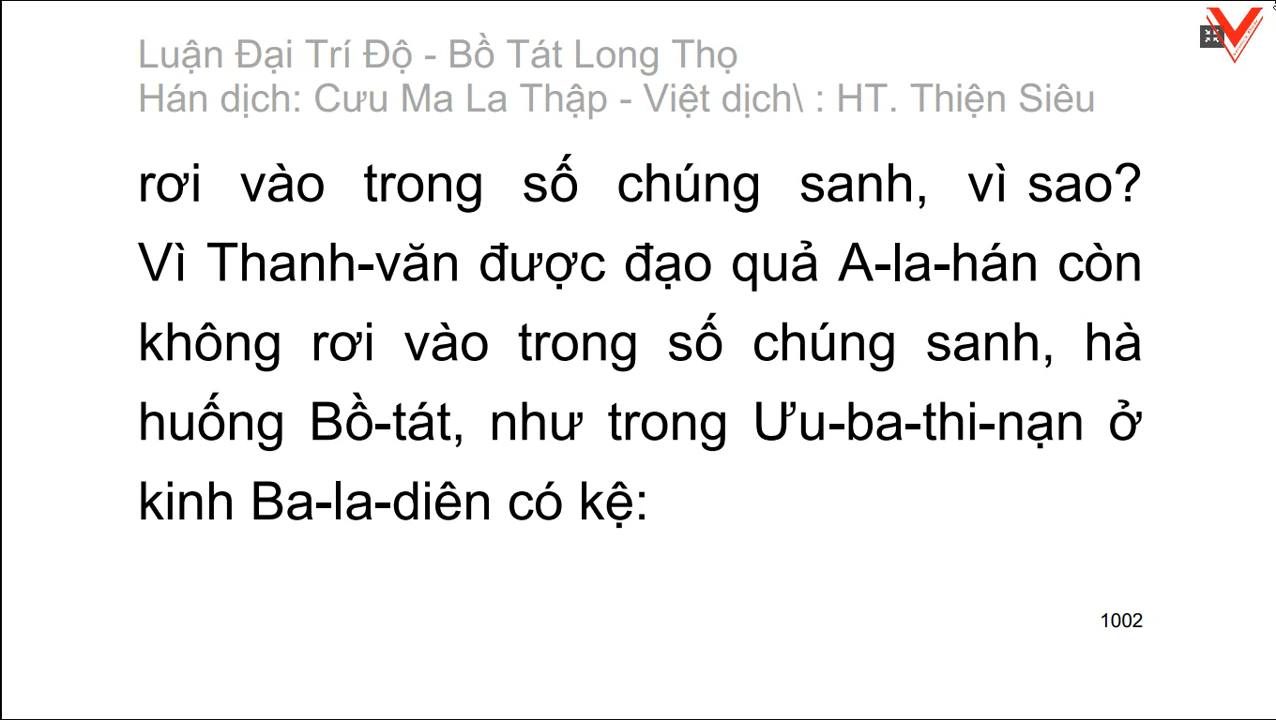 Luận Đại Trí Độ - Bồ Tát Long Thọ
Hán dịch: Cưu Ma La Thập - Việt dịch\ : HT. Thiện Siêu
rơi vào trong số chúng sanh, vì sao?
Vì Thanh-văn được đạo quả A-la-hán còn
không rơi vào trong số chúng sanh, hà
huống Bồ-tát, như trong Ưu-ba-thi-nạn ở
kinh Ba-la-diên có kệ:
1002